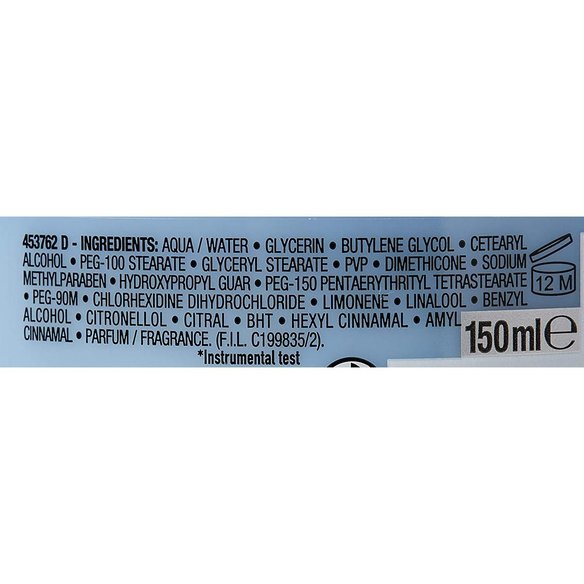 453762 D - INGREDIENTS: AQUA / WATER • GLYCERIN • BUTYLENE GLYCOL • CETEARYL
ALCOHOL • PEG-100 STEARATE • GLYCERYL STEARATE • PVP • DIMETHICONE • SODIUM
METHYLPARABEN • HYDROXYPROPYL GUAR • PEG-150 PENTAERYTHRITYL TETRASTEARATE
• PEG-90M • CHLORHEXIDINE DIHYDROCHLORIDE • LIMONENE • LINALOOL • BENZYL
ALCOHOL • CITRONELLOL • CITRAL • BHT • HEXYL CINNAMAL • AMYL
CINNAMAL • PARFUM / FRAGRANCE. (F.I.L. C199835/2).
*Instrumental test
12 M
150 ml e